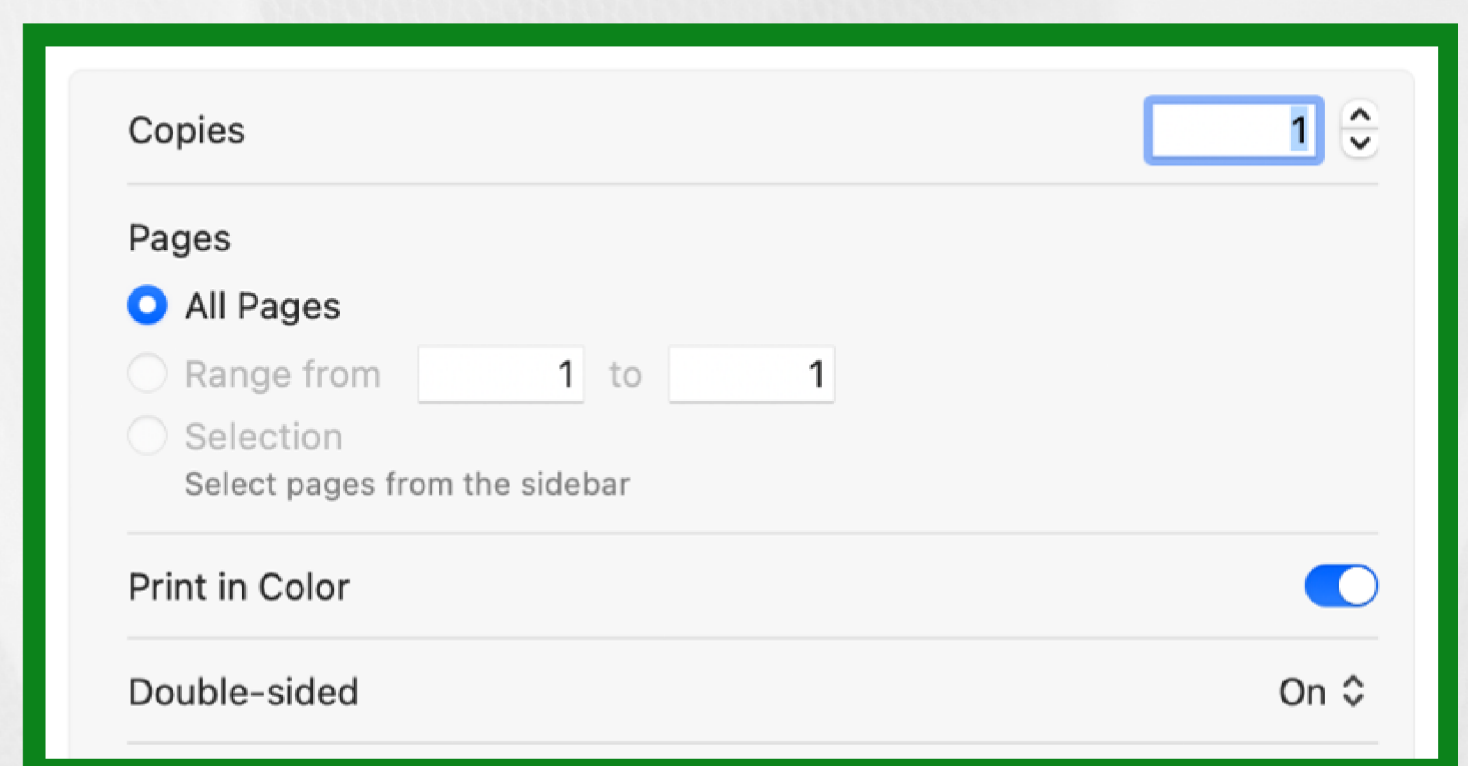 Copies 1
Pages
All Pages
Range from 1 to 1
Selection
Select pages from the sidebar
Print in Color
Double-sided On